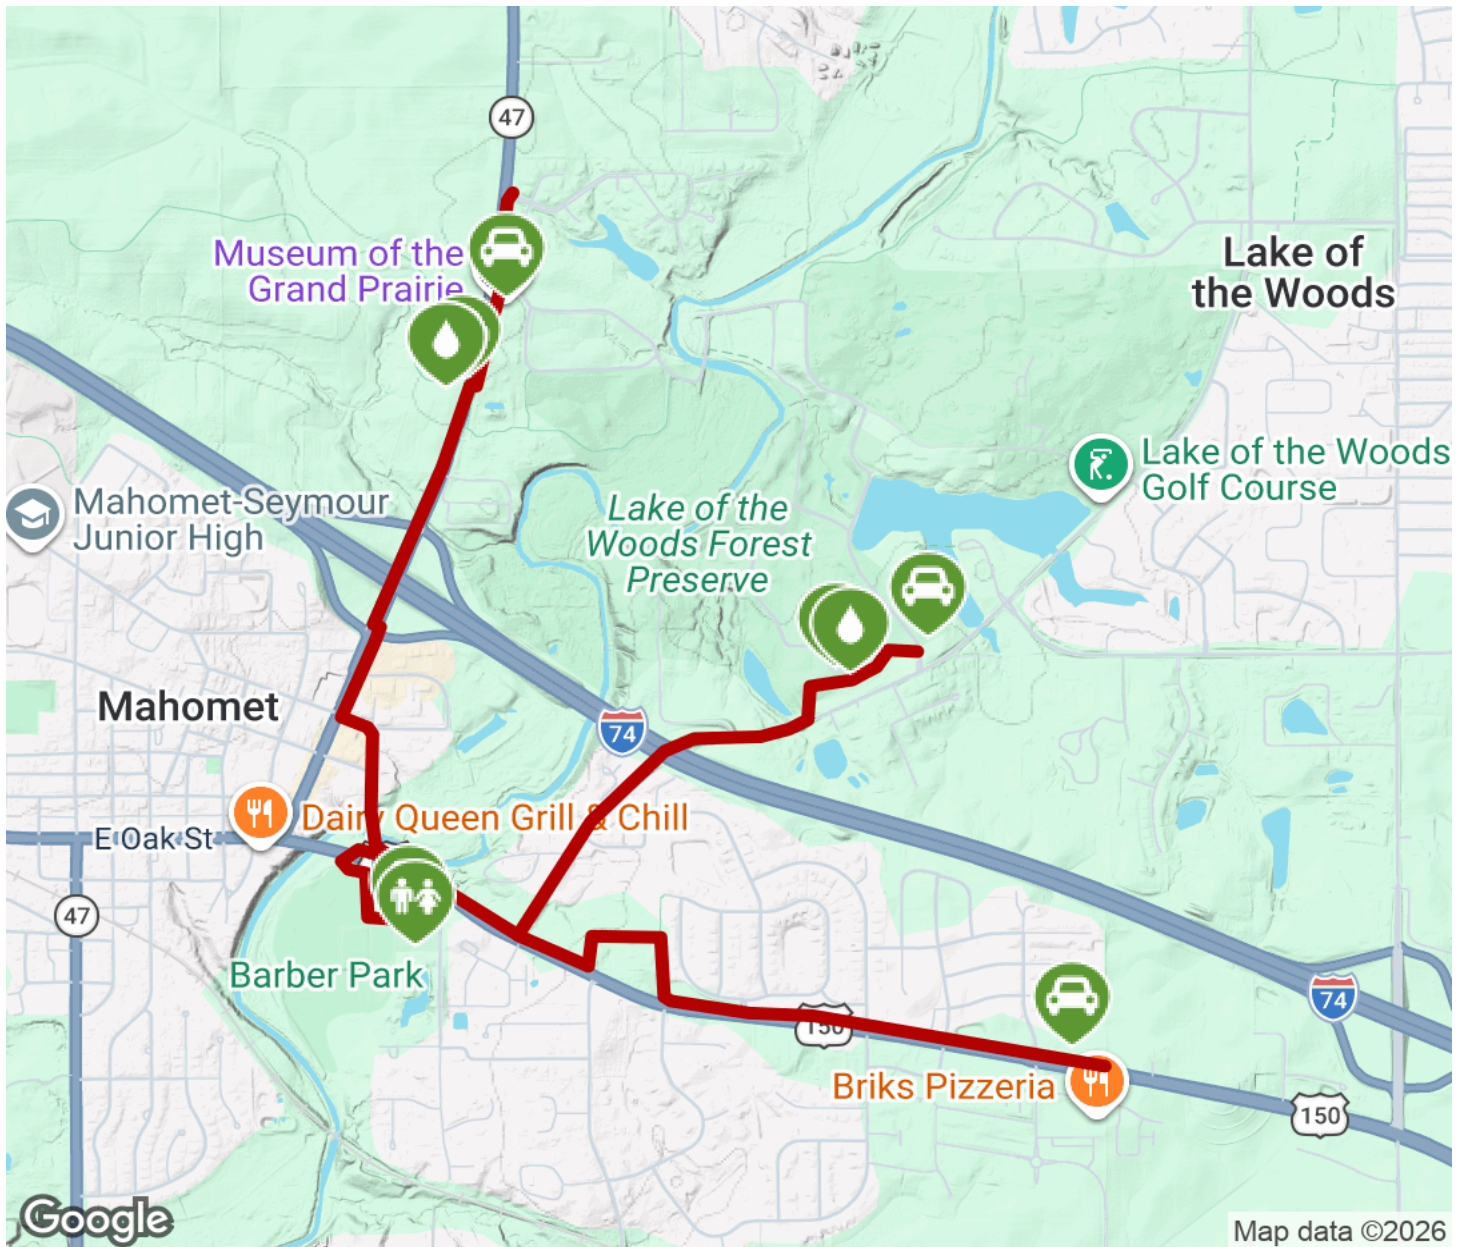 47
Museum of the
Grand Prairie
Lake of
the Woods
Lake of the Woods
Golf Course
Mahomet-Seymour
Junior High
Lake of the
Woods Forest
Preserve
Mahomet
74
Dairy Queen Grill & Chill
E Oak St
47
Barber Park
74
150
Briks Pizzeria
150
Google
Map data ©2026